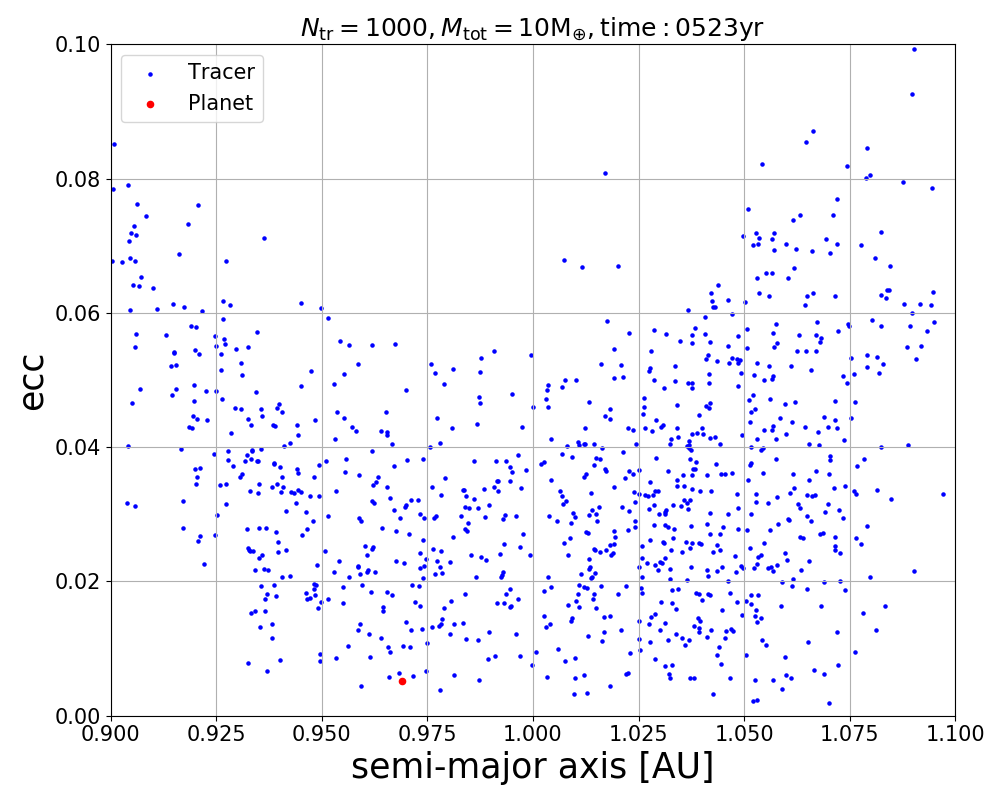 N_tr = 1000, M_tot = 10M_⊕, time : 0523yr
Tracer
Planet
0.10
0.08
0.06
0.04
0.02
0.00
ecc
0.900 0.925 0.950 0.975 1.000 1.025 1.050 1.075 1.100
semi-major axis [AU]